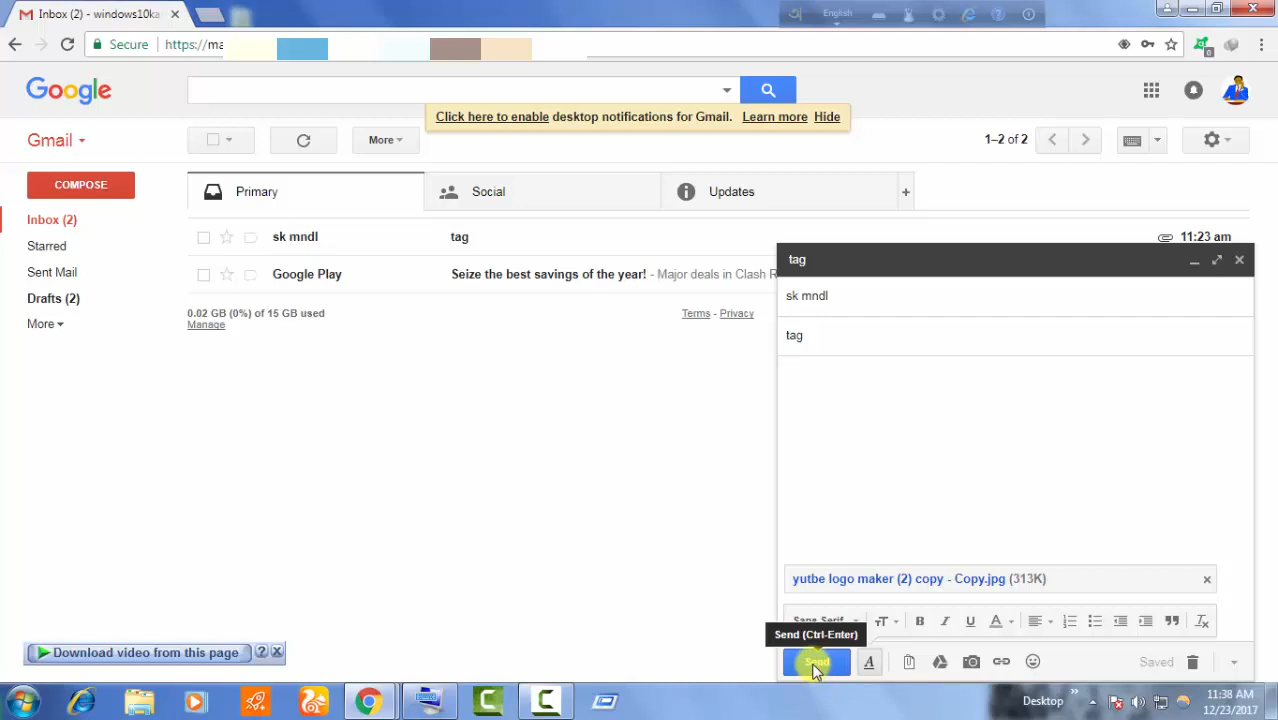 Inbox (2) - windows10ka
English
Secure
https://ma
Google
Click here to enable desktop notifications for Gmail. Learn more Hide
Gmail
More
1–2 of 2
COMPOSE
Primary
Social
Updates
+
Inbox (2)
Starred
Sent Mail
Drafts (2)
More
sk mndl
tag
11:23 am
Google Play
Seize the best savings of the year! - Major deals in Clash R
0.02 GB (0%) of 15 GB used
Manage
Terms - Privacy
tag
sk mndl
tag
yutbe logo maker (2) copy - Copy.jpg (313K)
Sans Serif
Send (Ctrl-Enter)
Send
Saved
Download video from this page
Desktop
11:38 AM
12/23/2017